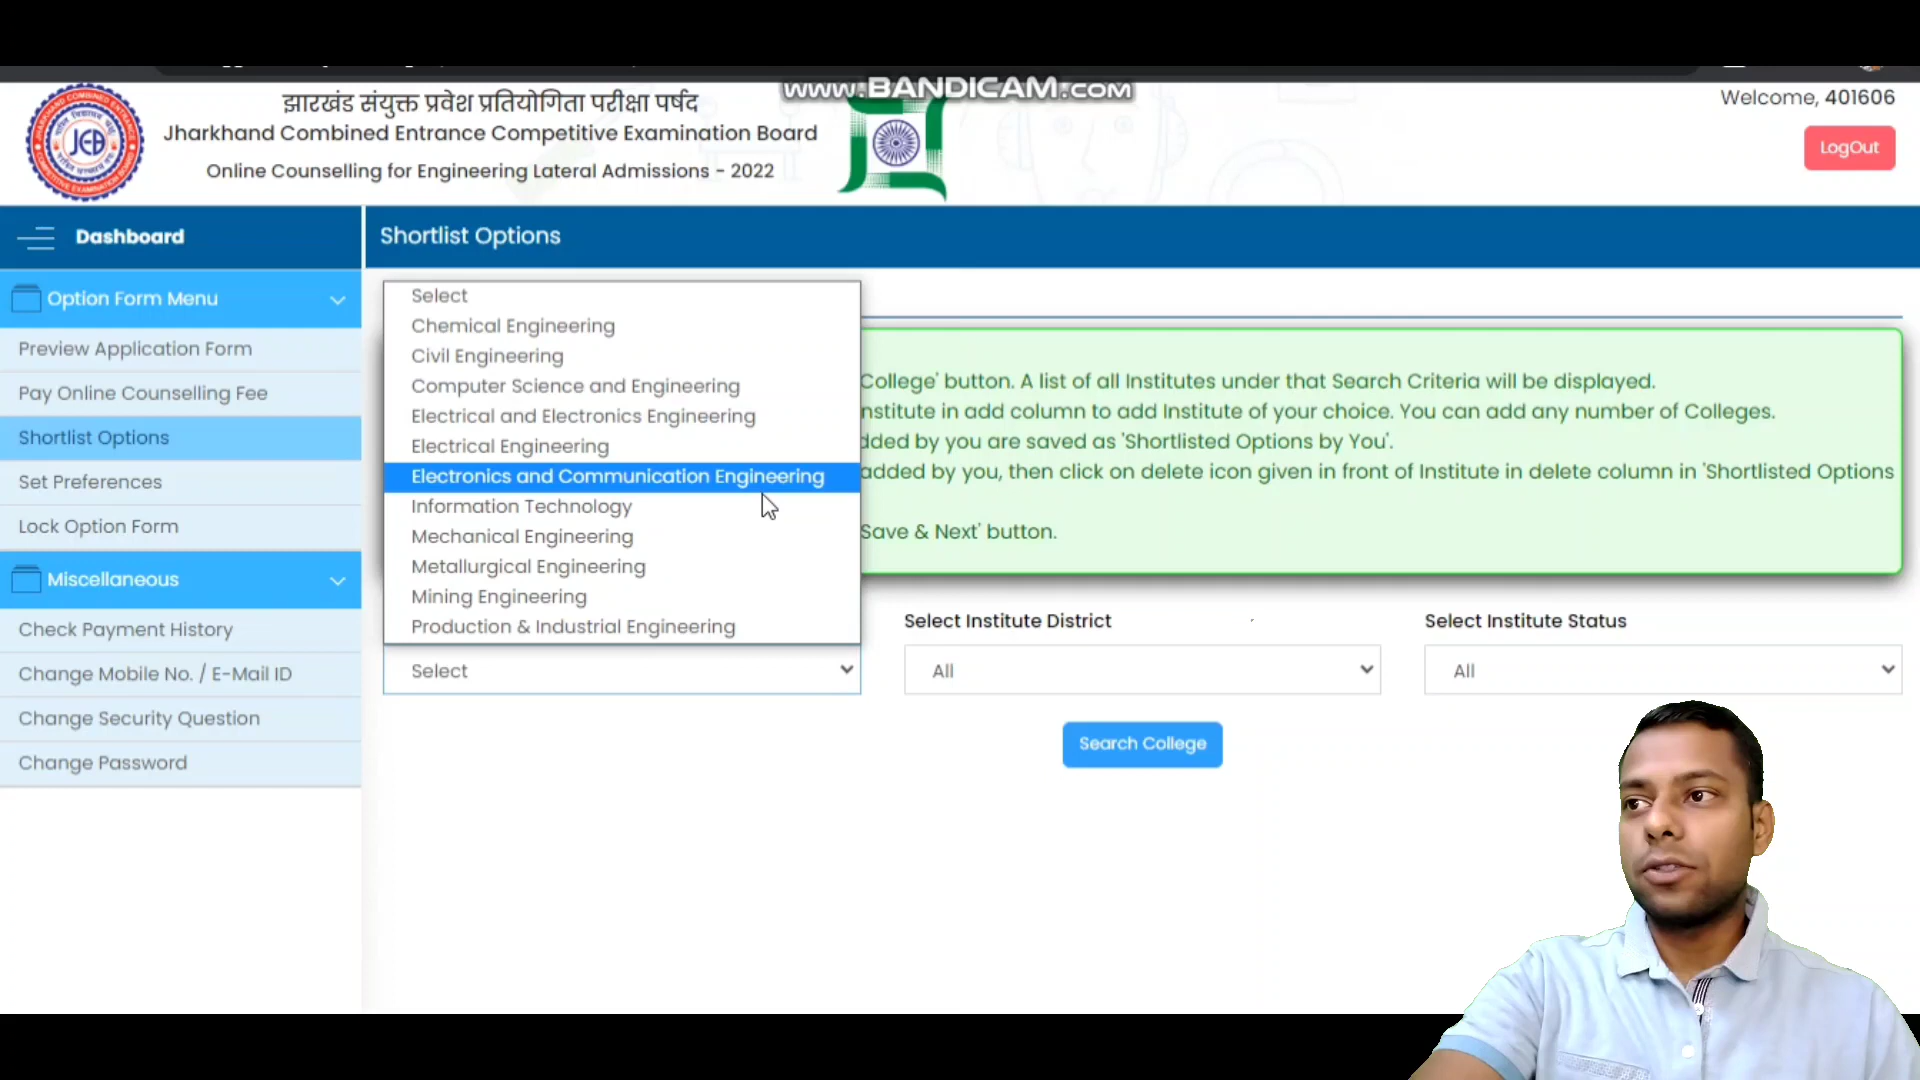 www.BANDICAM.com
झारखंड संयुक्त प्रवेश प्रतियोगिता परीक्षा पर्षद
Jharkhand Combined Entrance Competitive Examination Board
Online Counselling for Engineering Lateral Admissions - 2022
JCEB
Welcome, 401606
LogOut
Dashboard
Shortlist Options
Option Form Menu
Preview Application Form
Pay Online Counselling Fee
Shortlist Options
Set Preferences
Lock Option Form
Miscellaneous
Check Payment History
Change Mobile No. / E-Mail ID
Change Security Question
Change Password
Select
Chemical Engineering
Civil Engineering
Computer Science and Engineering
Electrical and Electronics Engineering
Electrical Engineering
Electronics and Communication Engineering
Information Technology
Mechanical Engineering
Metallurgical Engineering
Mining Engineering
Production & Industrial Engineering
College' button. A list of all Institutes under that Search Criteria will be displayed.
nstitute in add column to add Institute of your choice. You can add any number of Colleges.
dded by you are saved as 'Shortlisted Options by You'.
added by you, then click on delete icon given in front of Institute in delete column in 'Shortlisted Options
Save & Next' button.
Select Institute District
Select Institute Status
Select
All
All
Search College